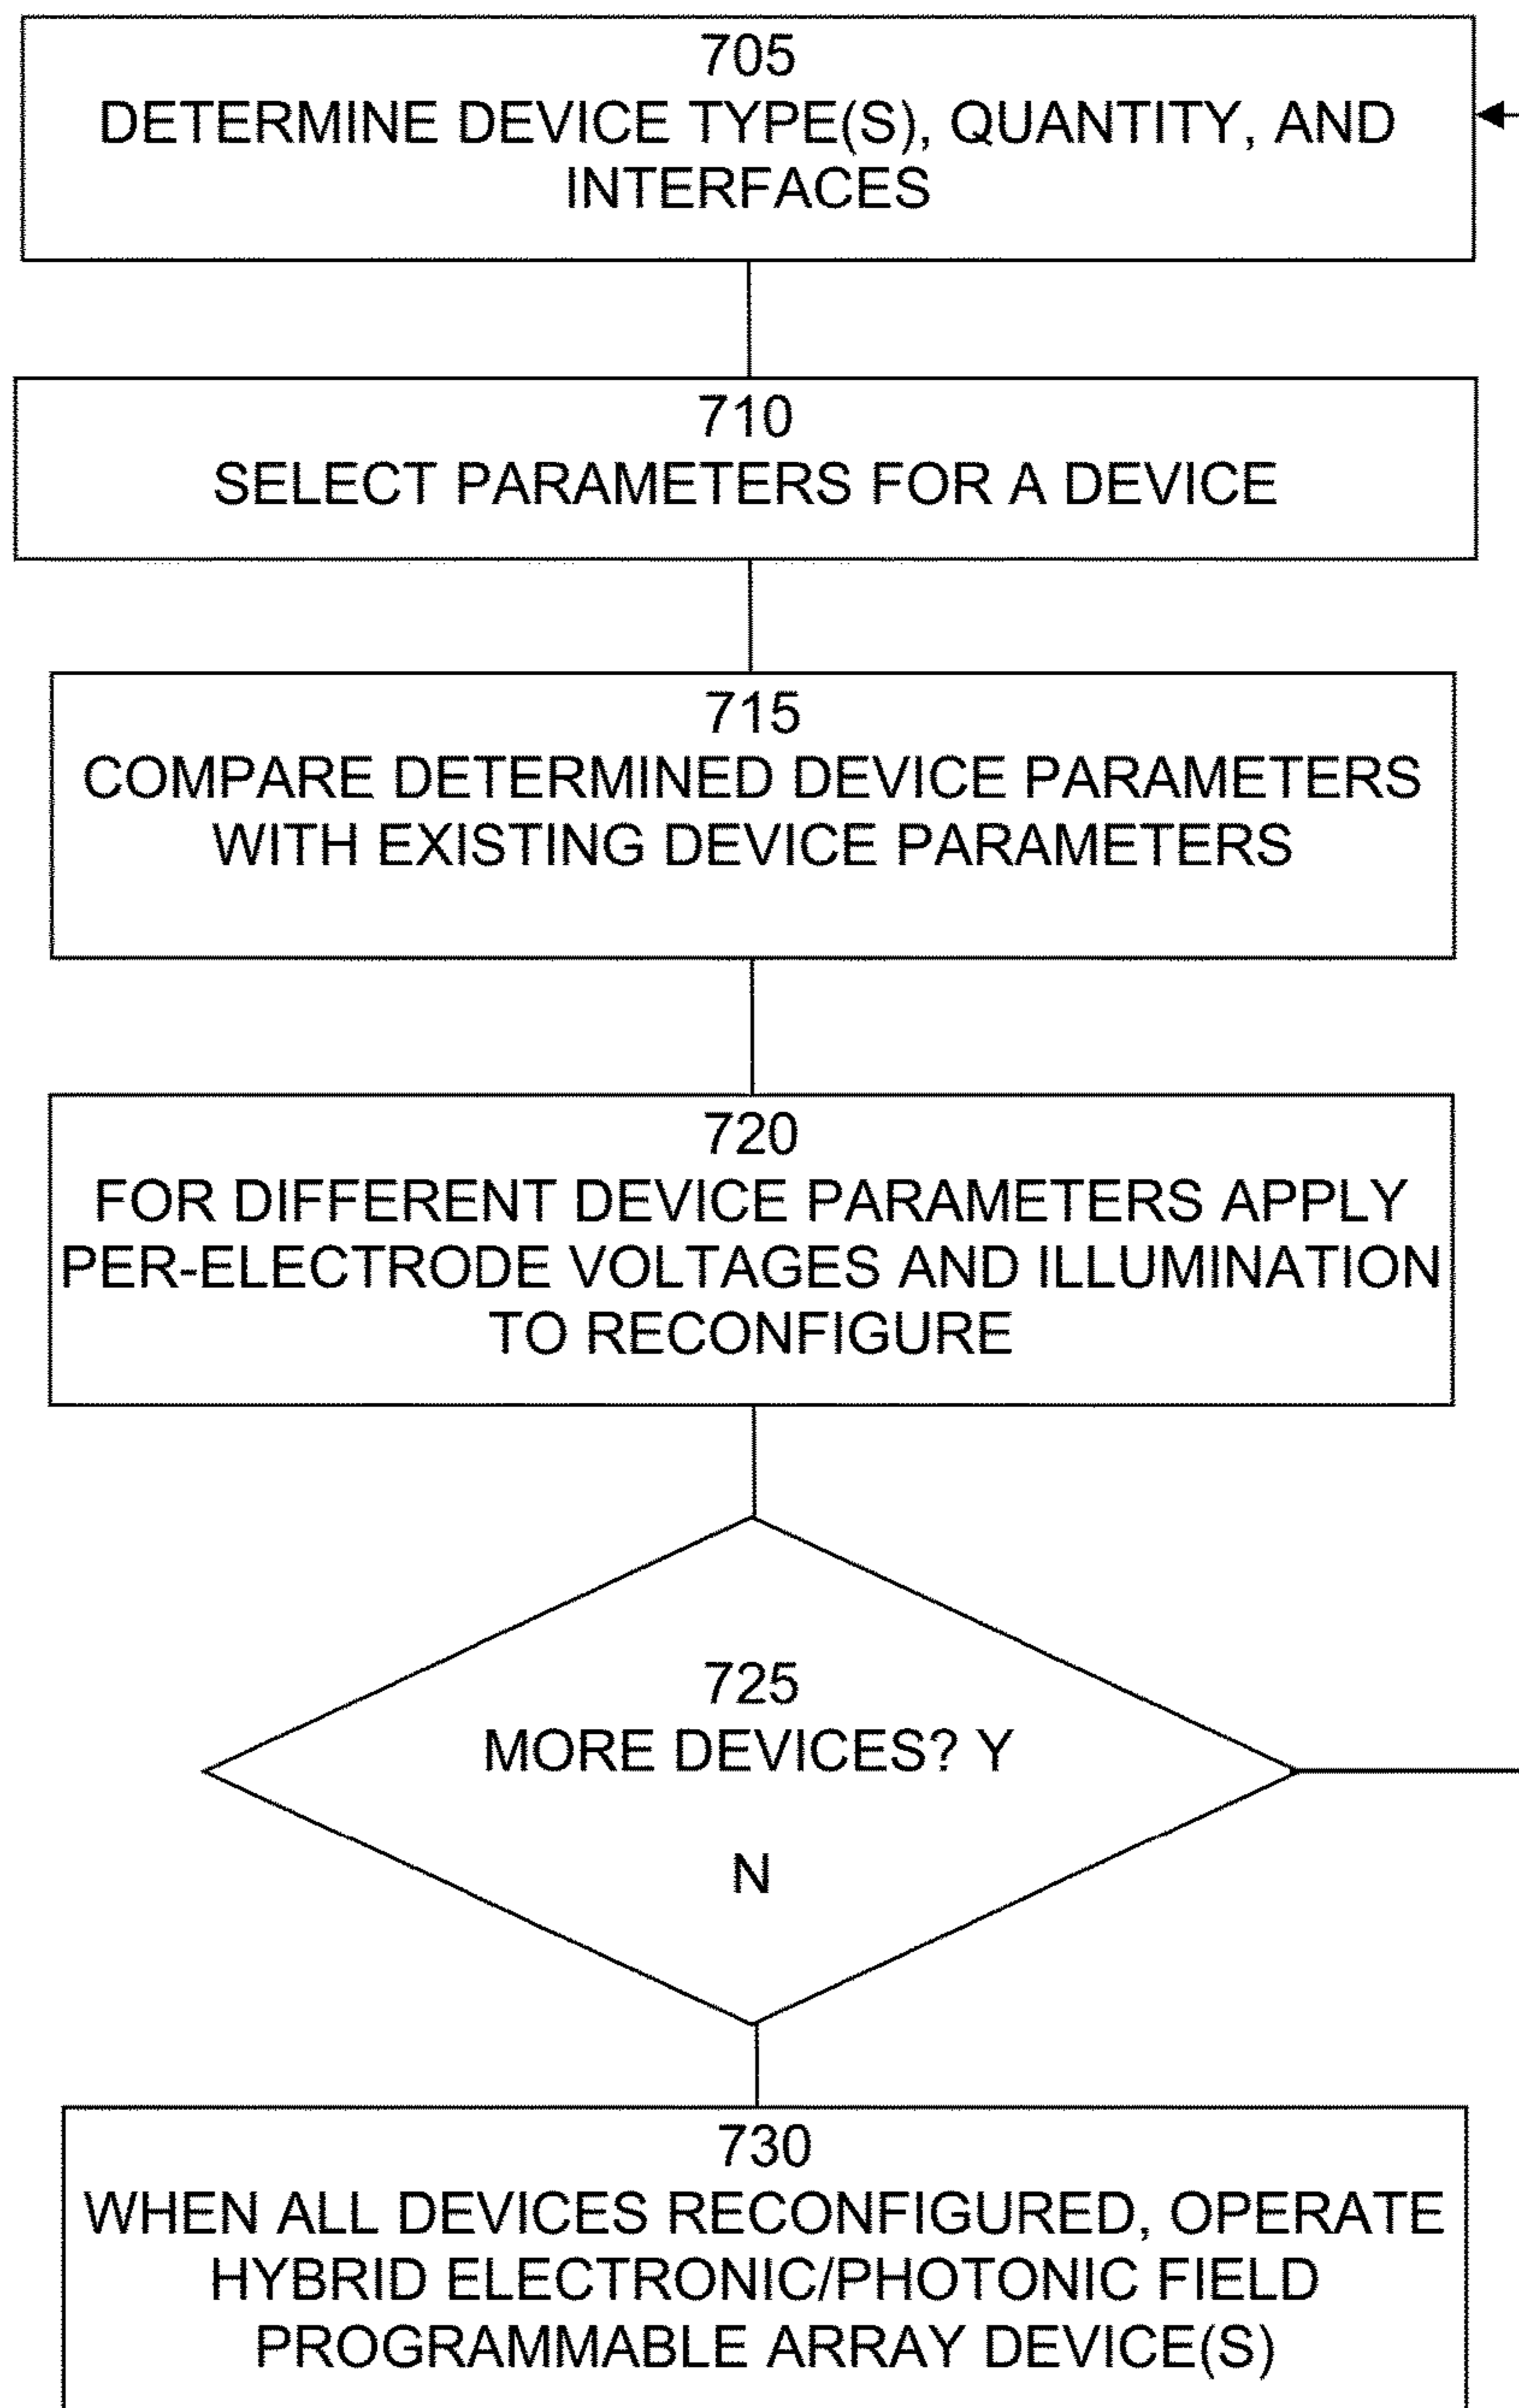 705
DETERMINE DEVICE TYPE(S), QUANTITY, AND
INTERFACES
710
SELECT PARAMETERS FOR A DEVICE
715
COMPARE DETERMINED DEVICE PARAMETERS
WITH EXISTING DEVICE PARAMETERS
720
FOR DIFFERENT DEVICE PARAMETERS APPLY
PER-ELECTRODE VOLTAGES AND ILLUMINATION
TO RECONFIGURE
725
MORE DEVICES? Y
N
730
WHEN ALL DEVICES RECONFIGURED, OPERATE
HYBRID ELECTRONIC/PHOTONIC FIELD
PROGRAMMABLE ARRAY DEVICE(S)